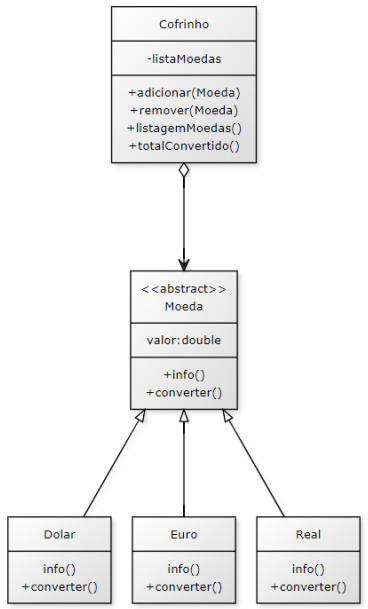 Cofrinho
-listaMoedas
+adicionar(Moeda)
+remover(Moeda)
+listagemMoedas()
+totalConvertido()
<<abstract>>
Moeda
valor:double
+info()
+converter()
Dolar
info()
+converter()
Euro
info()
+converter()
Real
info()
+converter()